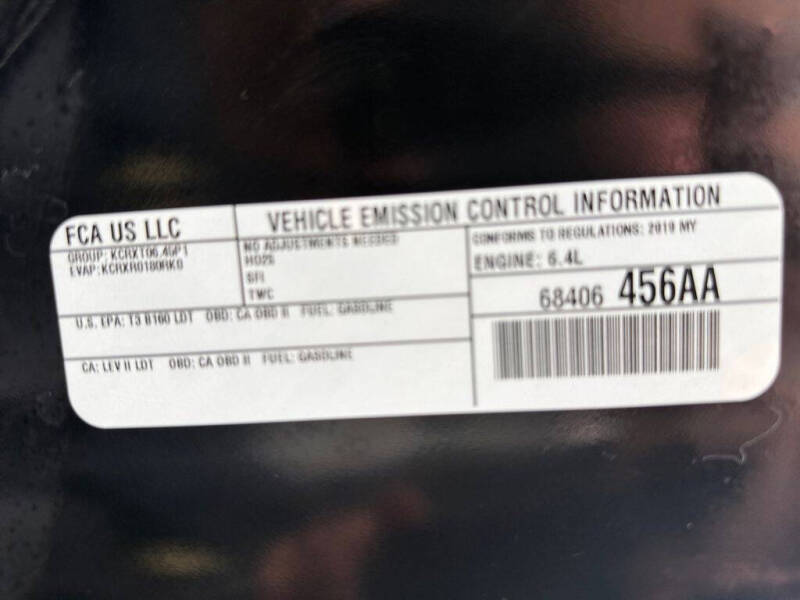 FCA US LLC
VEHICLE EMISSION CONTROL INFORMATION
GROUP: KCRXT06.4GP1
EVAP: KCRXR0180RK0
NO ADJUSTMENTS NEEDED
HO2S
SFI
TWC
CONFORMS TO REGULATIONS: 2019 MY
ENGINE: 6.4L
68406 456AA
U.S. EPA: T3 B160 LDT OBD: CA OBD II FUEL: GASOLINE
CA: LEV II LDT OBD: CA OBD II FUEL: GASOLINE